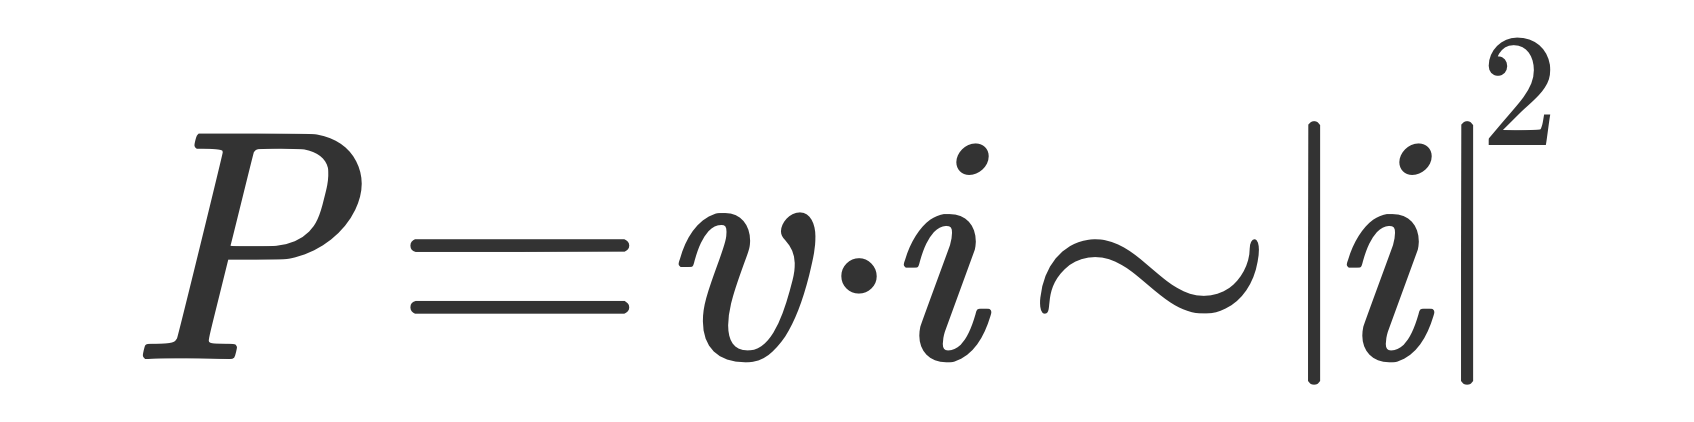 P = v · i ∼ |i|²